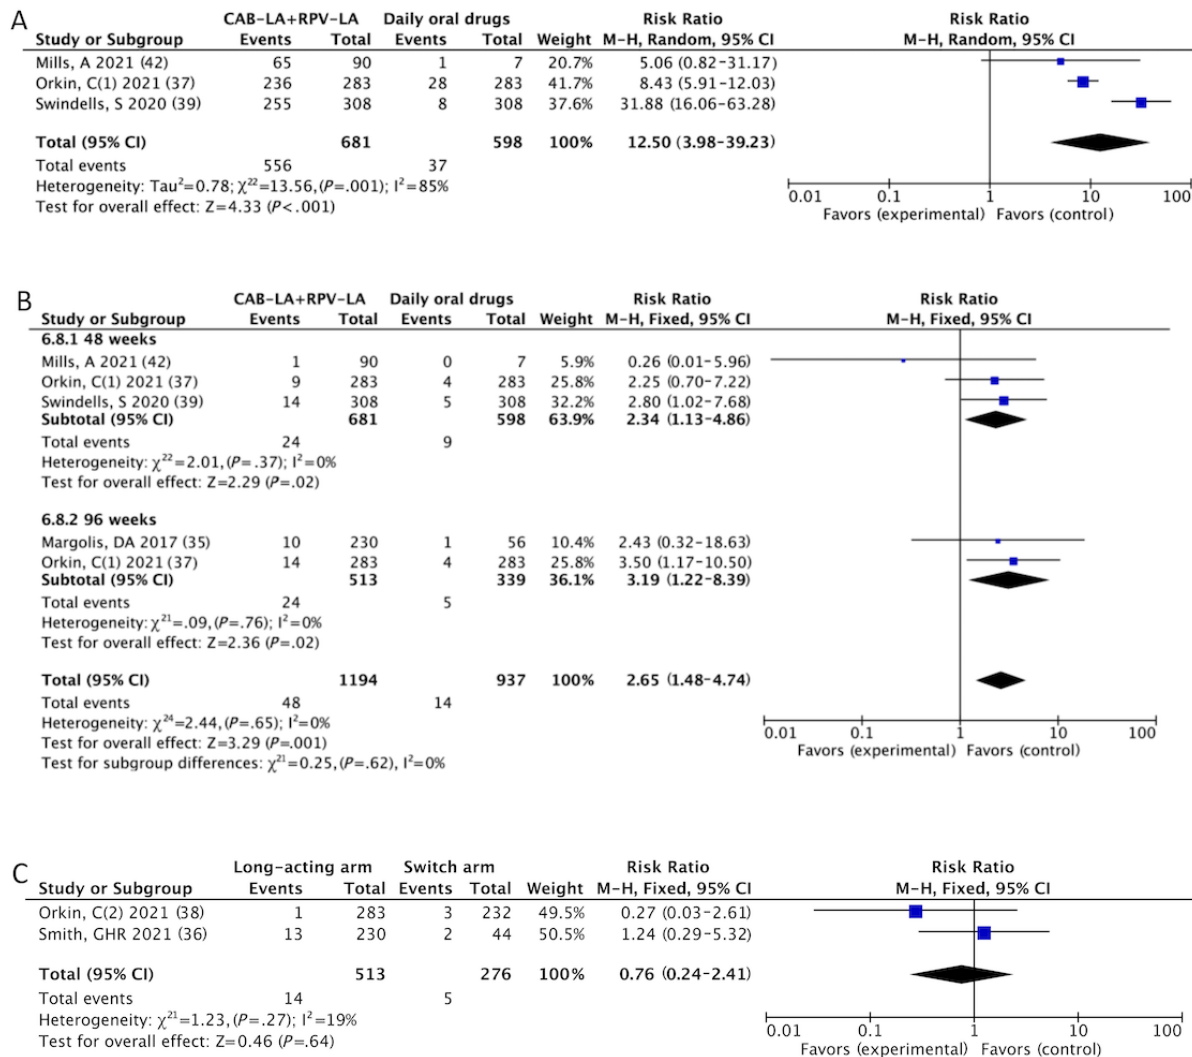 A
CAB-LA+RPV-LA Daily oral drugs Risk Ratio Risk Ratio
Study or Subgroup Events Total Events Total Weight M-H, Random, 95% CI M-H, Random, 95% CI
Mills, A 2021 (42) 65 90 1 7 20.7% 5.06 (0.82-31.17)
Orkin, C(1) 2021 (37) 236 283 28 283 41.7% 8.43 (5.91-12.03)
Swindells, S 2020 (39) 255 308 8 308 37.6% 31.88 (16.06-63.28)
Total (95% CI) 681 598 100% 12.50 (3.98-39.23)
Total events 556 37
Heterogeneity: Tau²=0.78; χ²²=13.56,(P=.001); I²=85%
Test for overall effect: Z=4.33 (P<.001)
0.01 0.1 1 10 100
Favors (experimental) Favors (control)
B
CAB-LA+RPV-LA Daily oral drugs Risk Ratio Risk Ratio
Study or Subgroup Events Total Events Total Weight M-H, Fixed, 95% CI M-H, Fixed, 95% CI
6.8.1 48 weeks
Mills, A 2021 (42) 1 90 0 7 5.9% 0.26 (0.01-5.96)
Orkin, C(1) 2021 (37) 9 283 4 283 25.8% 2.25 (0.70-7.22)
Swindells, S 2020 (39) 14 308 5 308 32.2% 2.80 (1.02-7.68)
Subtotal (95% CI) 681 598 63.9% 2.34 (1.13-4.86)
Total events 24 9
Heterogeneity: χ²²=2.01,(P=.37); I²=0%
Test for overall effect: Z=2.29 (P=.02)
6.8.2 96 weeks
Margolis, DA 2017 (35) 10 230 1 56 10.4% 2.43 (0.32-18.63)
Orkin, C(1) 2021 (37) 14 283 4 283 25.8% 3.50 (1.17-10.50)
Subtotal (95% CI) 513 339 36.1% 3.19 (1.22-8.39)
Total events 24 5
Heterogeneity: χ²¹=.09,(P=.76); I²=0%
Test for overall effect: Z=2.36 (P=.02)
Total (95% CI) 1194 937 100% 2.65 (1.48-4.74)
Total events 48 14
Heterogeneity: χ²⁴=2.44,(P=.65); I²=0%
Test for overall effect: Z=3.29 (P=.001)
Test for subgroup differences: χ²¹=0.25,(P=.62), I²=0%
0.01 0.1 1 10 100
Favors (experimental) Favors (control)
C
Long-acting arm Switch arm Risk Ratio Risk Ratio
Study or Subgroup Events Total Events Total Weight M-H, Fixed, 95% CI M-H, Fixed, 95% CI
Orkin, C(2) 2021 (38) 1 283 3 232 49.5% 0.27 (0.03-2.61)
Smith, GHR 2021 (36) 13 230 2 44 50.5% 1.24 (0.29-5.32)
Total (95% CI) 513 276 100% 0.76 (0.24-2.41)
Total events 14 5
Heterogeneity: χ²¹=1.23,(P=.27); I²=19%
Test for overall effect: Z=0.46 (P=.64)
0.01 0.1 1 10 100
Favors (experimental) Favors (control)